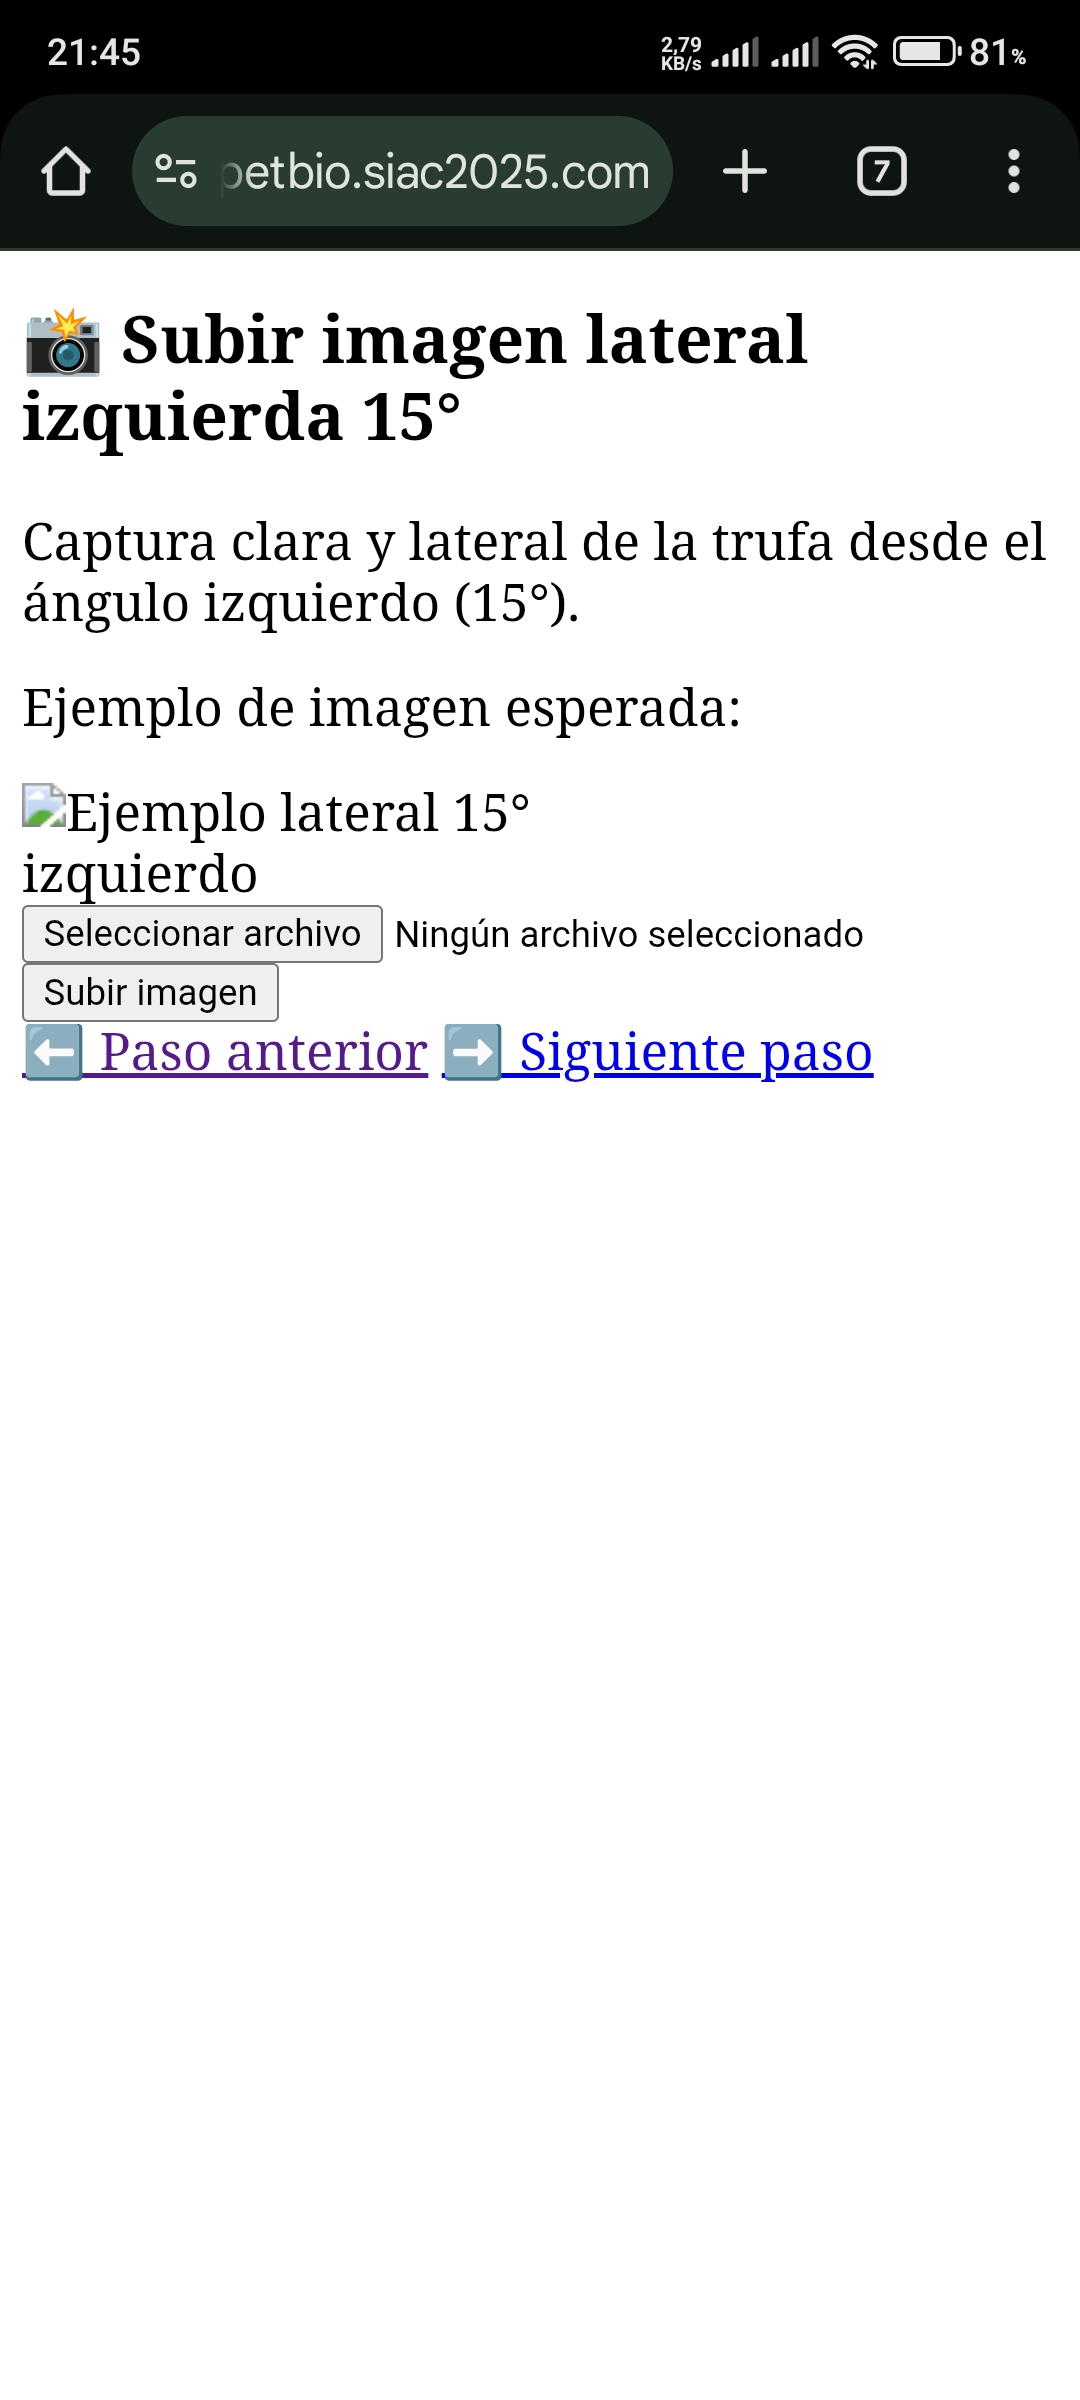 21:45
2,79
KB/s
81%
petbio.siac2025.com
7
📸 Subir imagen lateral
izquierda 15°
Captura clara y lateral de la trufa desde el
ángulo izquierdo (15°).
Ejemplo de imagen esperada:
Ejemplo lateral 15°
izquierdo
Seleccionar archivo Ningún archivo seleccionado
Subir imagen
⬅️ Paso anterior ➡️ Siguiente paso